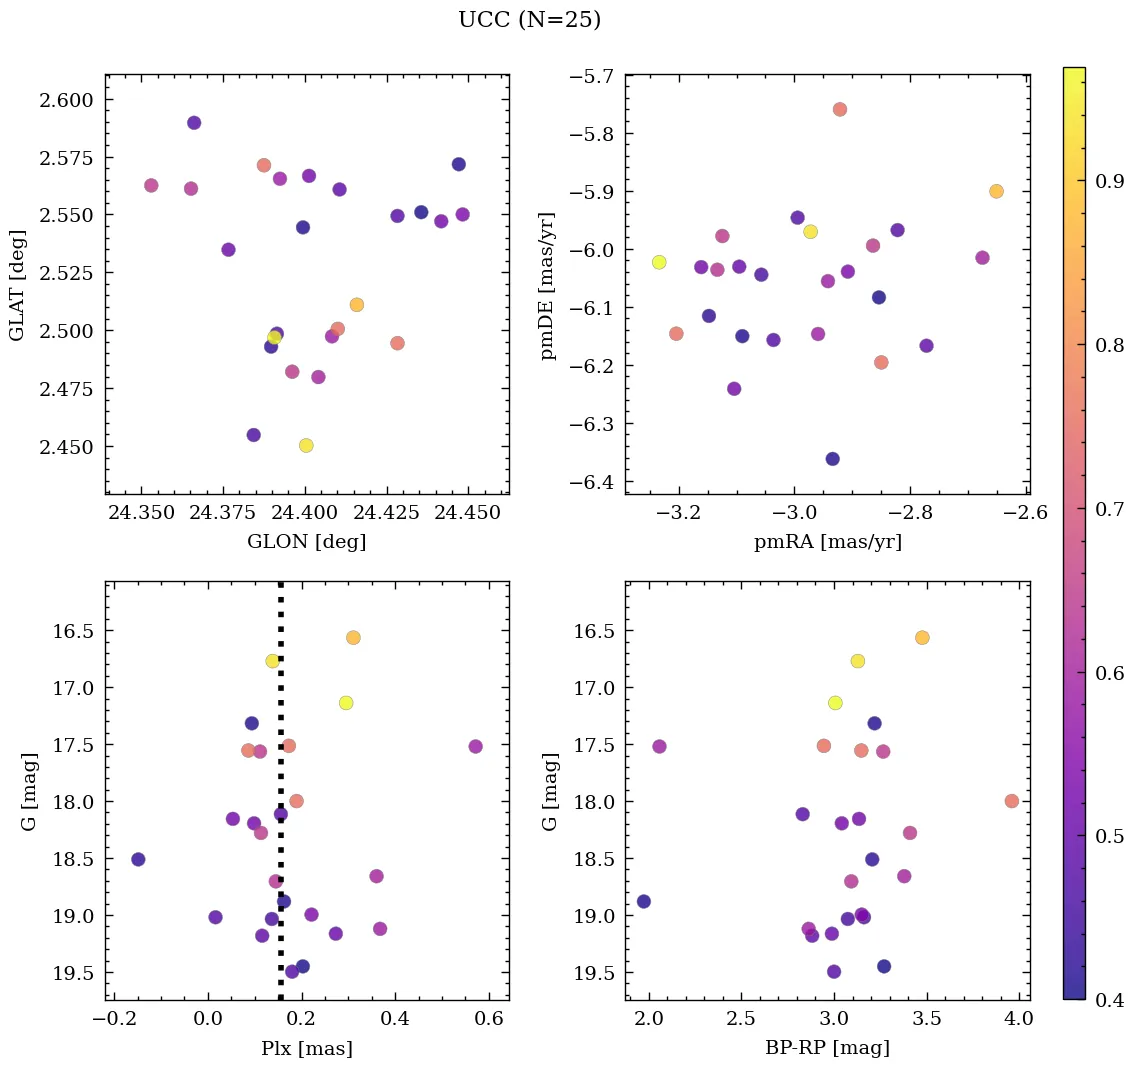 UCC (N=25)
2.600
2.575
2.550
2.525
2.500
2.475
2.450
GLAT [deg]
24.350 24.375 24.400 24.425 24.450
GLON [deg]
−5.7
−5.8
−5.9
−6.0
−6.1
−6.2
−6.3
−6.4
pmDE [mas/yr]
−3.2 −3.0 −2.8 −2.6
pmRA [mas/yr]
16.5
17.0
17.5
18.0
18.5
19.0
19.5
G [mag]
−0.2 0.0 0.2 0.4 0.6
Plx [mas]
16.5
17.0
17.5
18.0
18.5
19.0
19.5
G [mag]
2.0 2.5 3.0 3.5 4.0
BP-RP [mag]
0.9
0.8
0.7
0.6
0.5
0.4